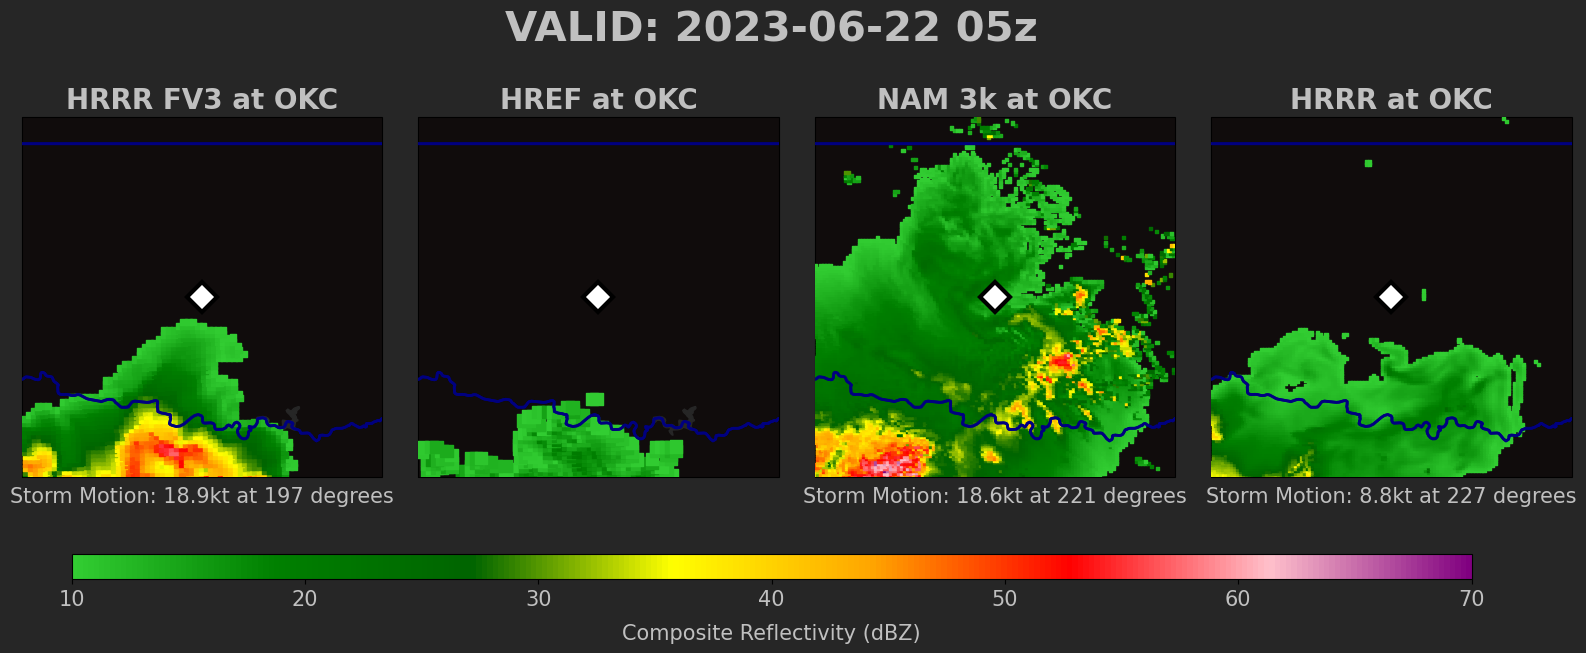 VALID: 2023-06-22 05z
HRRR FV3 at OKC
HREF at OKC
NAM 3k at OKC
HRRR at OKC
Storm Motion: 18.9kt at 197 degrees
Storm Motion: 18.6kt at 221 degrees
Storm Motion: 8.8kt at 227 degrees
10 20 30 40 50 60 70
Composite Reflectivity (dBZ)